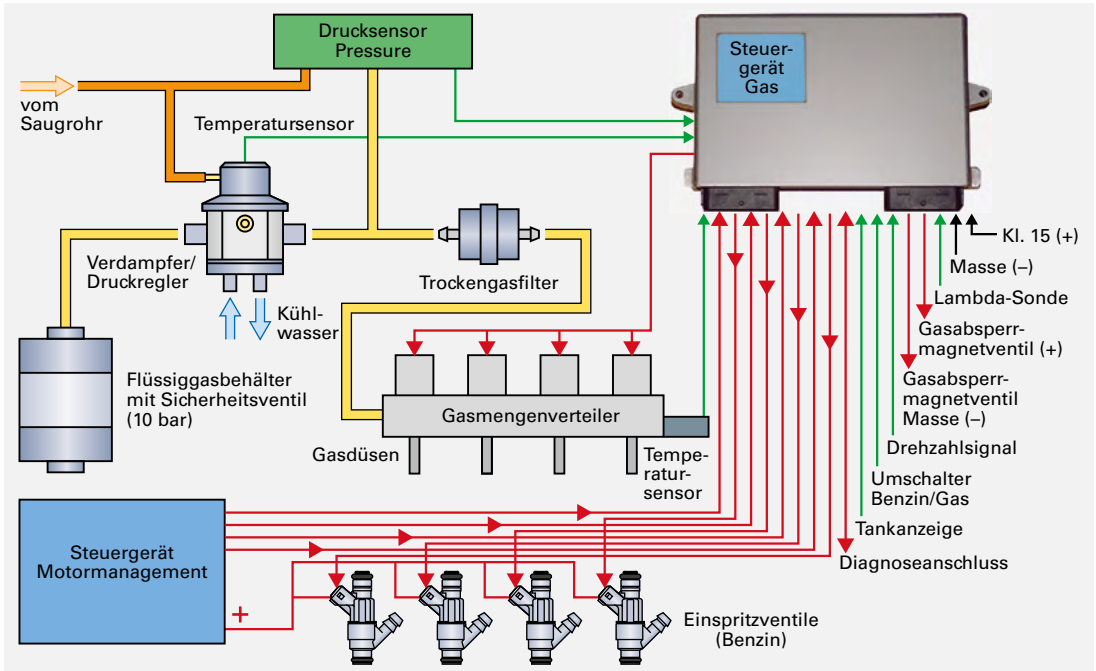 Drucksensor
Pressure
Steuer-
gerät
Gas
vom
Saugrohr
Temperatursensor
Verdampfer/
Druckregler
Trockengasfilter
Kühl-
wasser
Flüssiggasbehälter
mit Sicherheitsventil
(10 bar)
Gasmengenverteiler
Gasdüsen
Tempe-
ratur-
sensor
Kl. 15 (+)
Masse (–)
Lambda-Sonde
Gasabsperr-
magnetventil (+)
Gasabsperr-
magnetventil
Masse (–)
Drehzahlsignal
Umschalter
Benzin/Gas
Tankanzeige
Diagnoseanschluss
Steuergerät
Motormanagement
+
Einspritzventile
(Benzin)